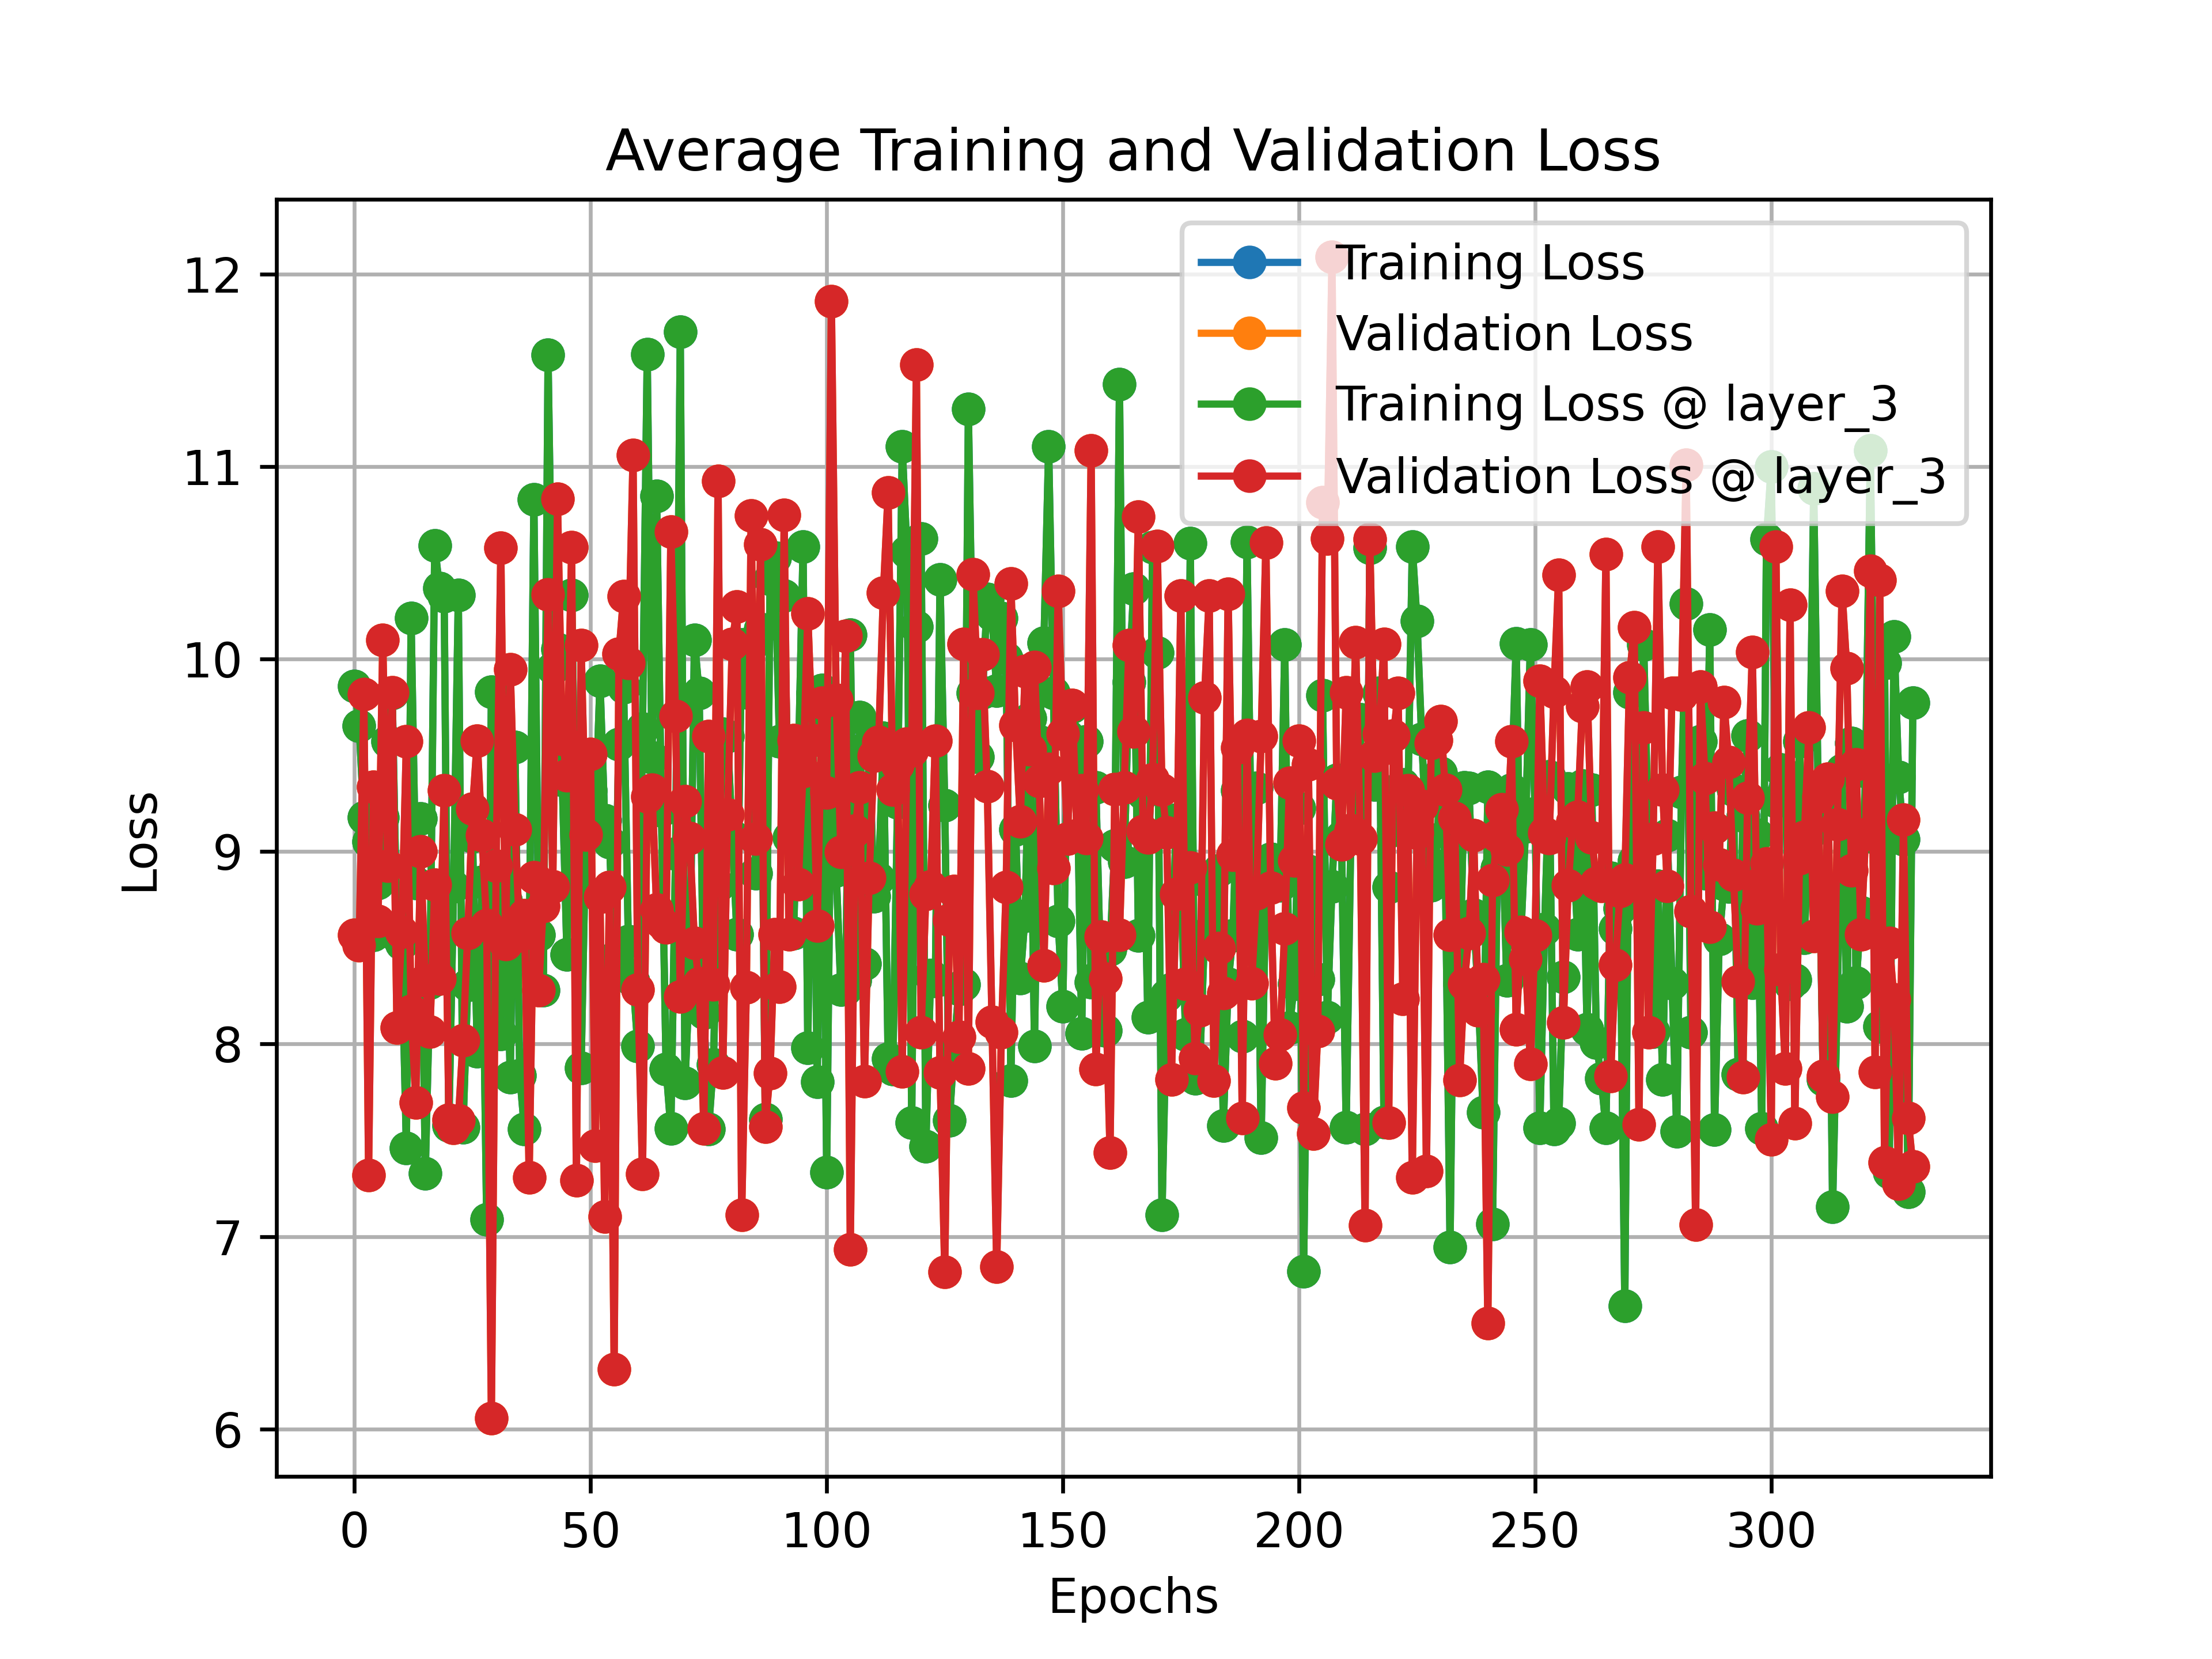 Average Training and Validation Loss
Training Loss
Validation Loss
Training Loss @ layer_3
Validation Loss @ layer_3
12
11
10
9
8
7
6
Loss
0 50 100 150 200 250 300
Epochs